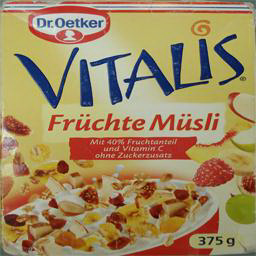 Dr.Oetker
VITALIS®
Früchte Müsli
Mit 40% Fruchtanteil
und Vitamin C
ohne Zuckerzusatz
375 g